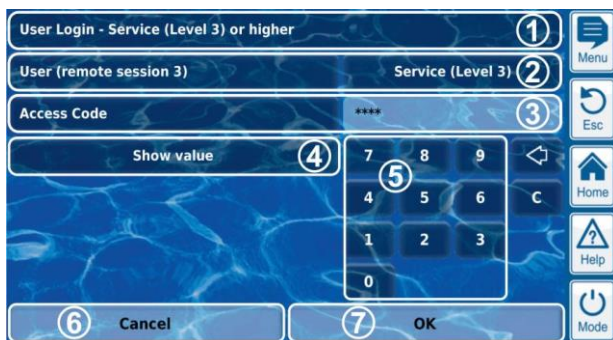 User Login - Service (Level 3) or higher ①
Menu
User (remote session 3) Service (Level 3) ②
Access Code **** ③
Esc
Show value ④ 7 8 9
⑤
4 5 6 C
Home
1 2 3
Help
0
⑥ Cancel ⑦ OK
Mode